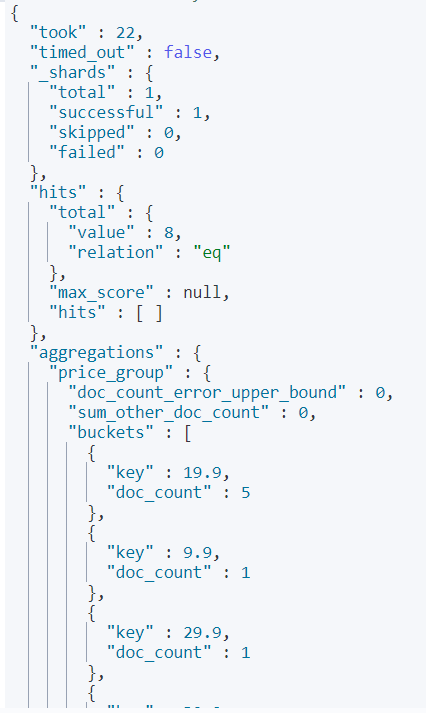 {
  "took" : 22,
  "timed_out" : false,
  "_shards" : {
    "total" : 1,
    "successful" : 1,
    "skipped" : 0,
    "failed" : 0
  },
  "hits" : {
    "total" : {
      "value" : 8,
      "relation" : "eq"
    },
    "max_score" : null,
    "hits" : [ ]
  },
  "aggregations" : {
    "price_group" : {
      "doc_count_error_upper_bound" : 0,
      "sum_other_doc_count" : 0,
      "buckets" : [
        {
          "key" : 19.9,
          "doc_count" : 5
        },
        {
          "key" : 9.9,
          "doc_count" : 1
        },
        {
          "key" : 29.9,
          "doc_count" : 1
        },
        {